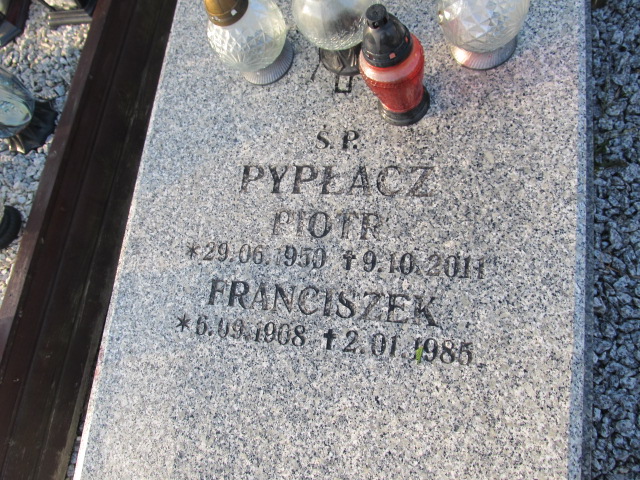 Ś.P.
PYPŁACZ
PIOTR
*29.06.1950 †9.10.2011
FRANCISZEK
*6.09.1908 †2.01.1985